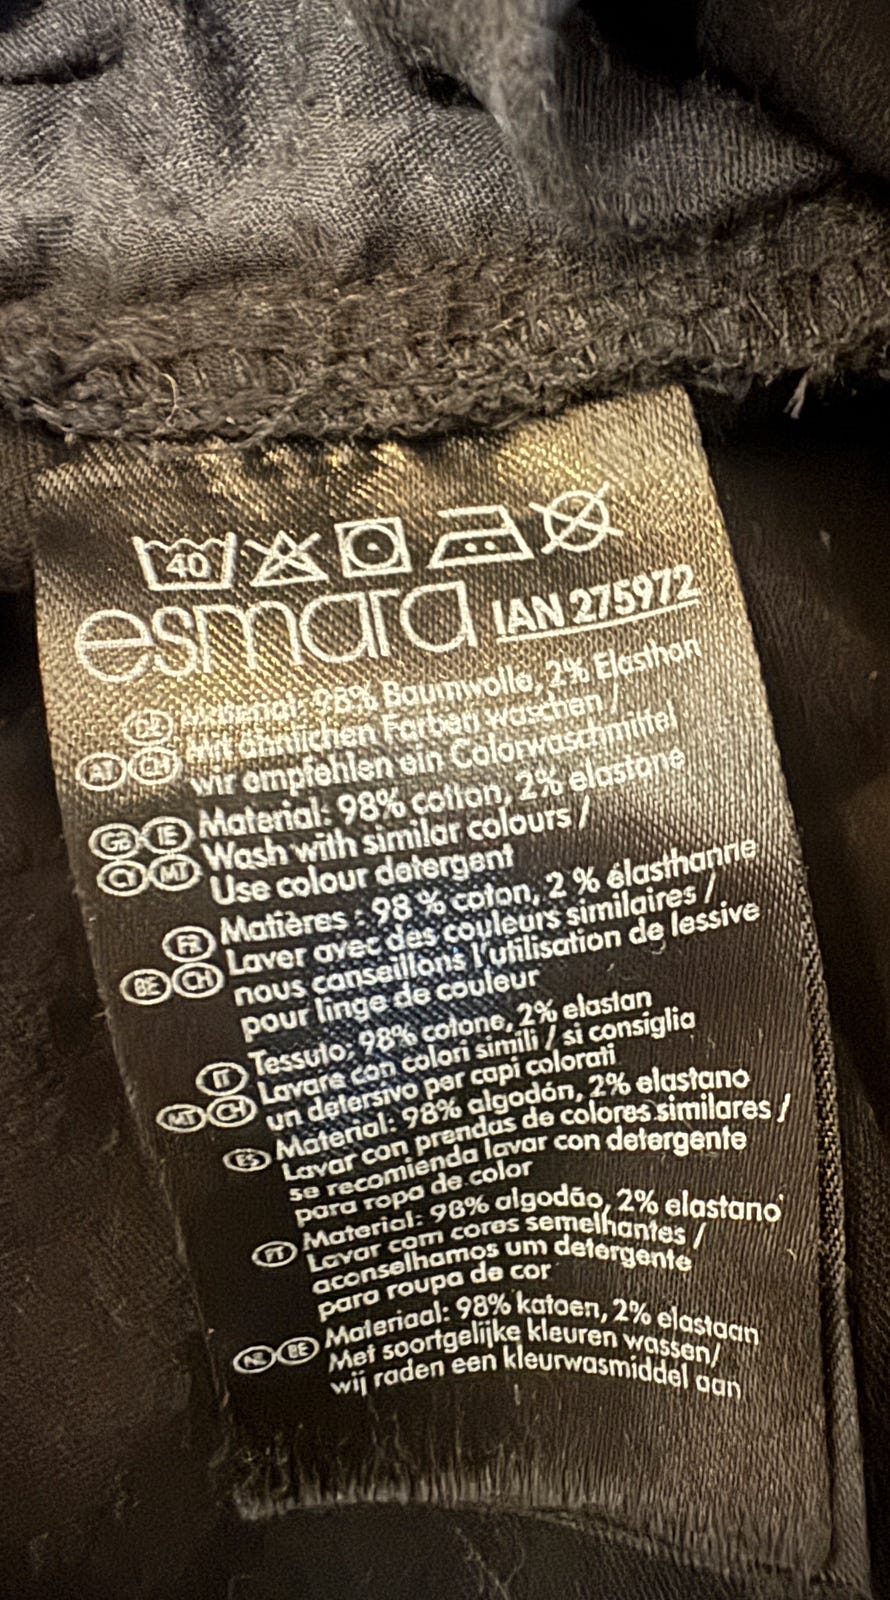 40
esmara IAN 275972
DE Material: 98% Baumwolle, 2% Elasthan
AT CH Mit ähnlichen Farben waschen /
wir empfehlen ein Colorwaschmittel
GB IE Material: 98% cotton, 2% elastane
CY MT Wash with similar colours /
Use colour detergent
FR Matières : 98 % coton, 2 % élasthanne
BE CH Laver avec des couleurs similaires /
nous conseillons l'utilisation de lessive
pour linge de couleur
IT Tessuto: 98% cotone, 2% elastan
MT CH Lavare con colori simili / si consiglia
un detersivo per capi colorati
ES Material: 98% algodón, 2% elastano
Lavar con prendas de colores similares /
se recomienda lavar con detergente
para ropa de color
PT Material: 98% algodão, 2% elastano
Lavar com cores semelhantes /
aconselhamos um detergente
para roupa de cor
NL BE Materiaal: 98% katoen, 2% elastaan
Met soortgelijke kleuren wassen/
wij raden een kleurwasmiddel aan